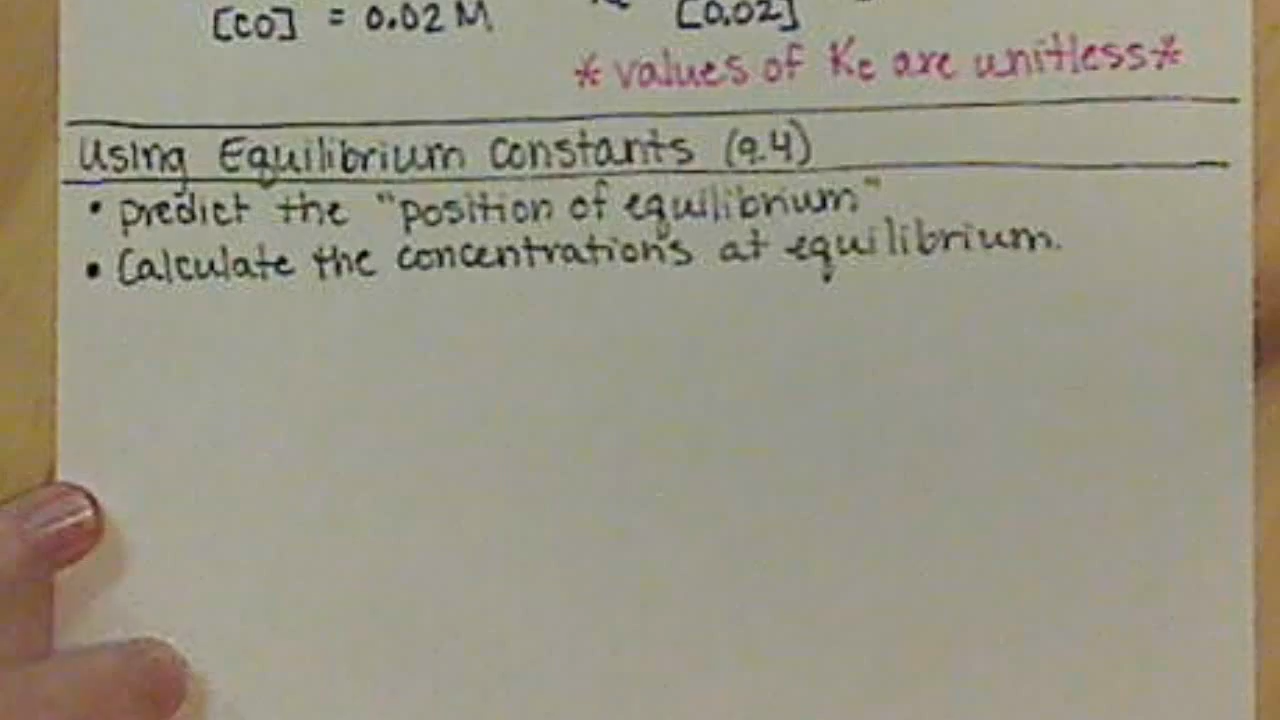 [CO] = 0.02 M
[0.02]
*values of Kc are unitless*
Using Equilibrium Constants (9.4)
• Predict the "position of equilibrium"
• Calculate the concentrations at equilibrium.